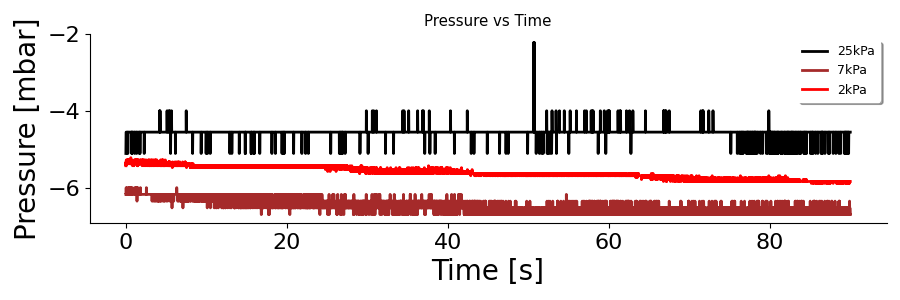 Pressure vs Time
Pressure [mbar]
−2
−4
−6
25kPa
7kPa
2kPa
0
20
40
60
80
Time [s]